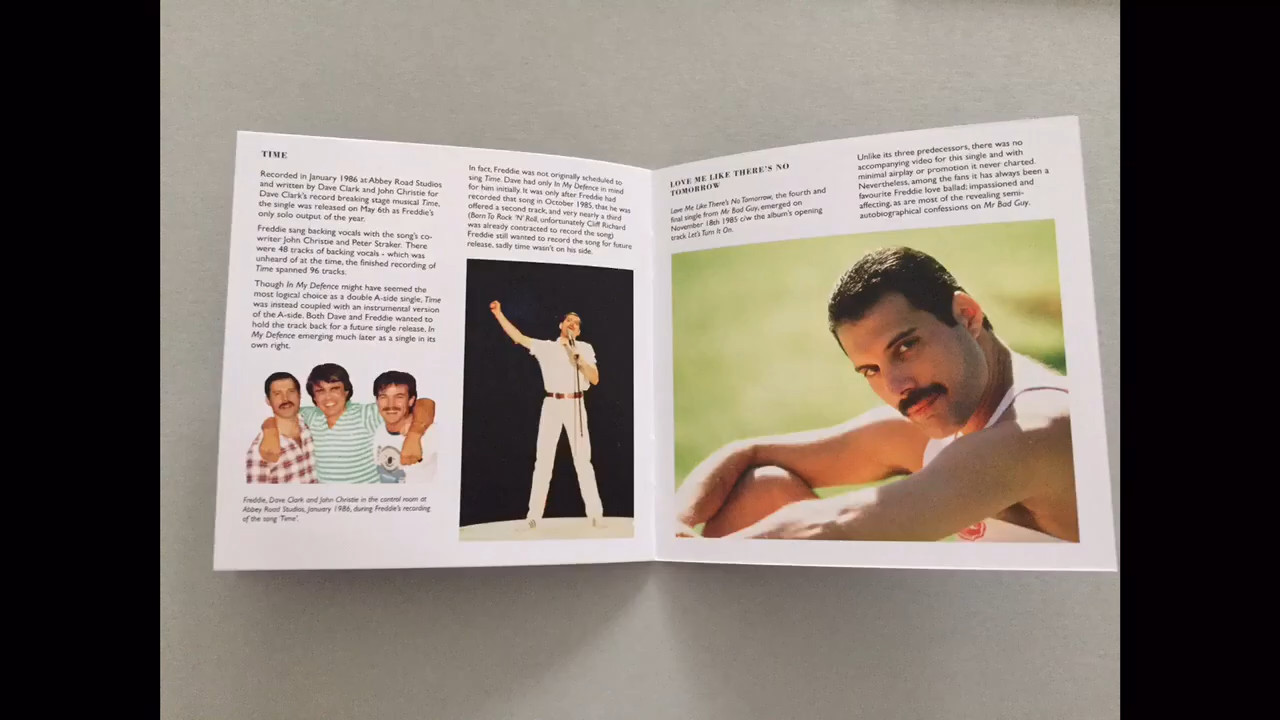 TIME
Recorded in January 1986 at Abbey Road Studios
and written by Dave Clark and John Christie for
Dave Clark's record breaking stage musical Time,
the single was released on May 6th as Freddie's
only solo output of the year.
Freddie sang backing vocals with the song's co-
writer John Christie and Peter Straker. There
were 48 tracks of backing vocals - which was
unheard of at the time, the finished recording of
Time spanned 96 tracks.
Though In My Defence might have seemed the
most logical choice as a double A-side single, Time
was instead coupled with an instrumental version
of the A-side. Both Dave and Freddie wanted to
hold the track back for a future single release. In
My Defence emerging much later as a single in its
own right.
Freddie, Dave Clark and John Christie in the control room at
Abbey Road Studios, January 1986, during Freddie's recording
of the song 'Time'.
In fact, Freddie was not originally scheduled to
sing Time. Dave had only In My Defence in mind
for him initially. It was only after Freddie had
recorded that song in October 1985, that he was
offered a second track, and very nearly a third
(Born To Rock 'N' Roll, unfortunately Cliff Richard
was already contracted to record the song)
Freddie still wanted to record the song for future
release, sadly time wasn't on his side.
LOVE ME LIKE THERE'S NO
TOMORROW
Love Me Like There's No Tomorrow, the fourth and
final single from Mr Bad Guy, emerged on
November 18th 1985 c/w the album's opening
track Let's Turn It On.
Unlike its three predecessors, there was no
accompanying video for this single and with
minimal airplay or promotion it never charted.
Nevertheless, among the fans it has always been a
favourite Freddie love ballad; impassioned and
affecting, as are most of the revealing semi-
autobiographical confessions on Mr Bad Guy.